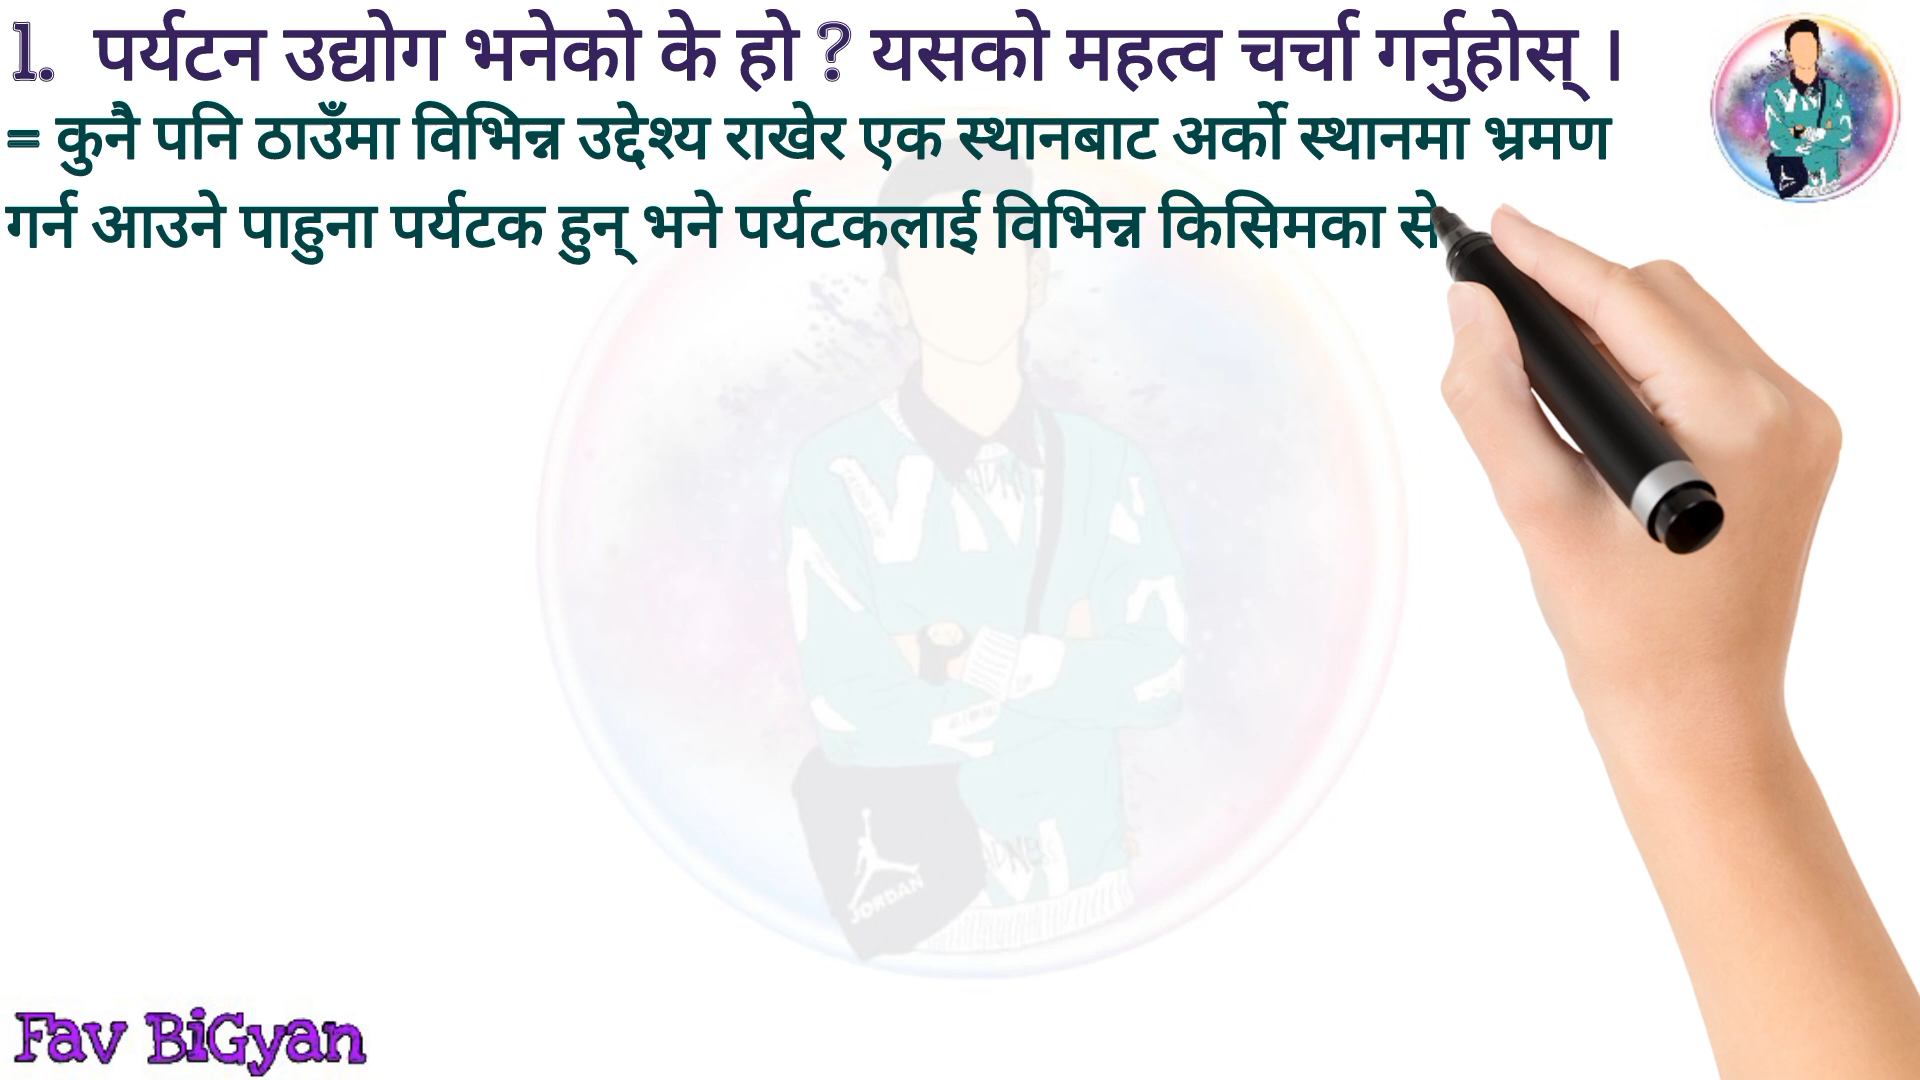 1. पर्यटन उद्योग भनेको के हो ? यसको महत्व चर्चा गर्नुहोस् ।
= कुनै पनि ठाउँमा विभिन्न उद्देश्य राखेर एक स्थानबाट अर्को स्थानमा भ्रमण
गर्न आउने पाहुना पर्यटक हुन् भने पर्यटकलाई विभिन्न किसिमका से
JORDAN
Fav BiGyan